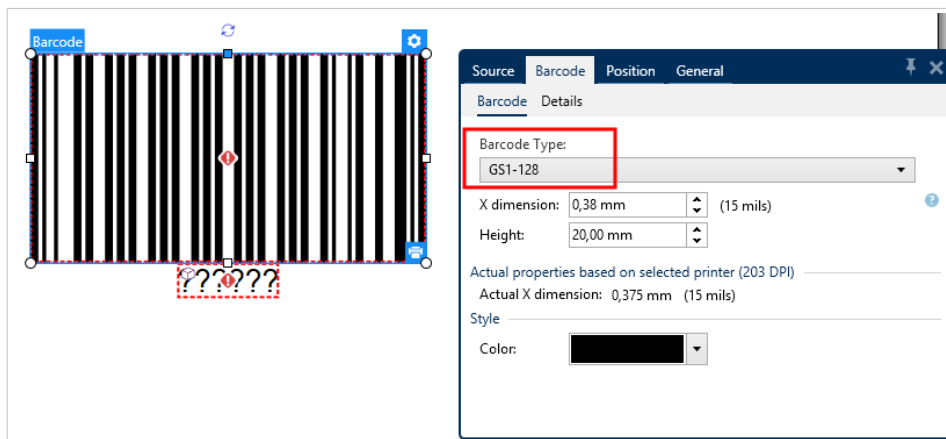 Barcode
??????
Source Barcode Position General
Barcode Details
Barcode Type:
GS1-128
X dimension: 0,38 mm (15 mils)
?
Height: 20,00 mm
Actual properties based on selected printer (203 DPI)
Actual X dimension: 0,375 mm (15 mils)
Style
Color: